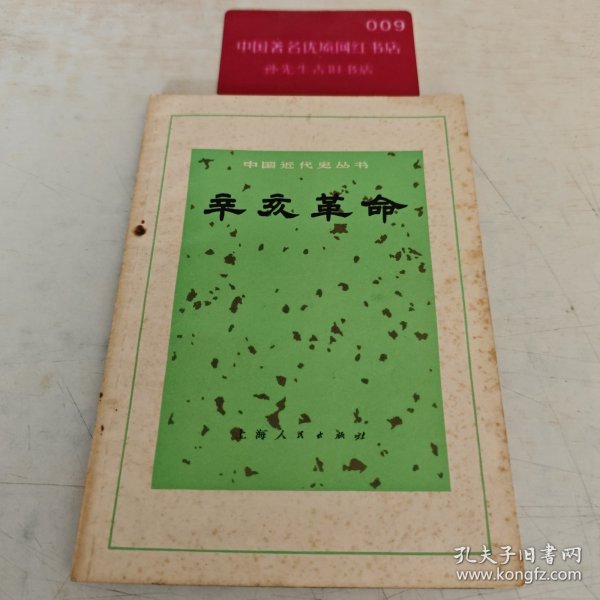 009
中国著名优质网红书店
孙先生古旧书店
中国近代史丛书
辛亥革命
上海人民出版社
孔夫子旧书网
www.kongfz.com